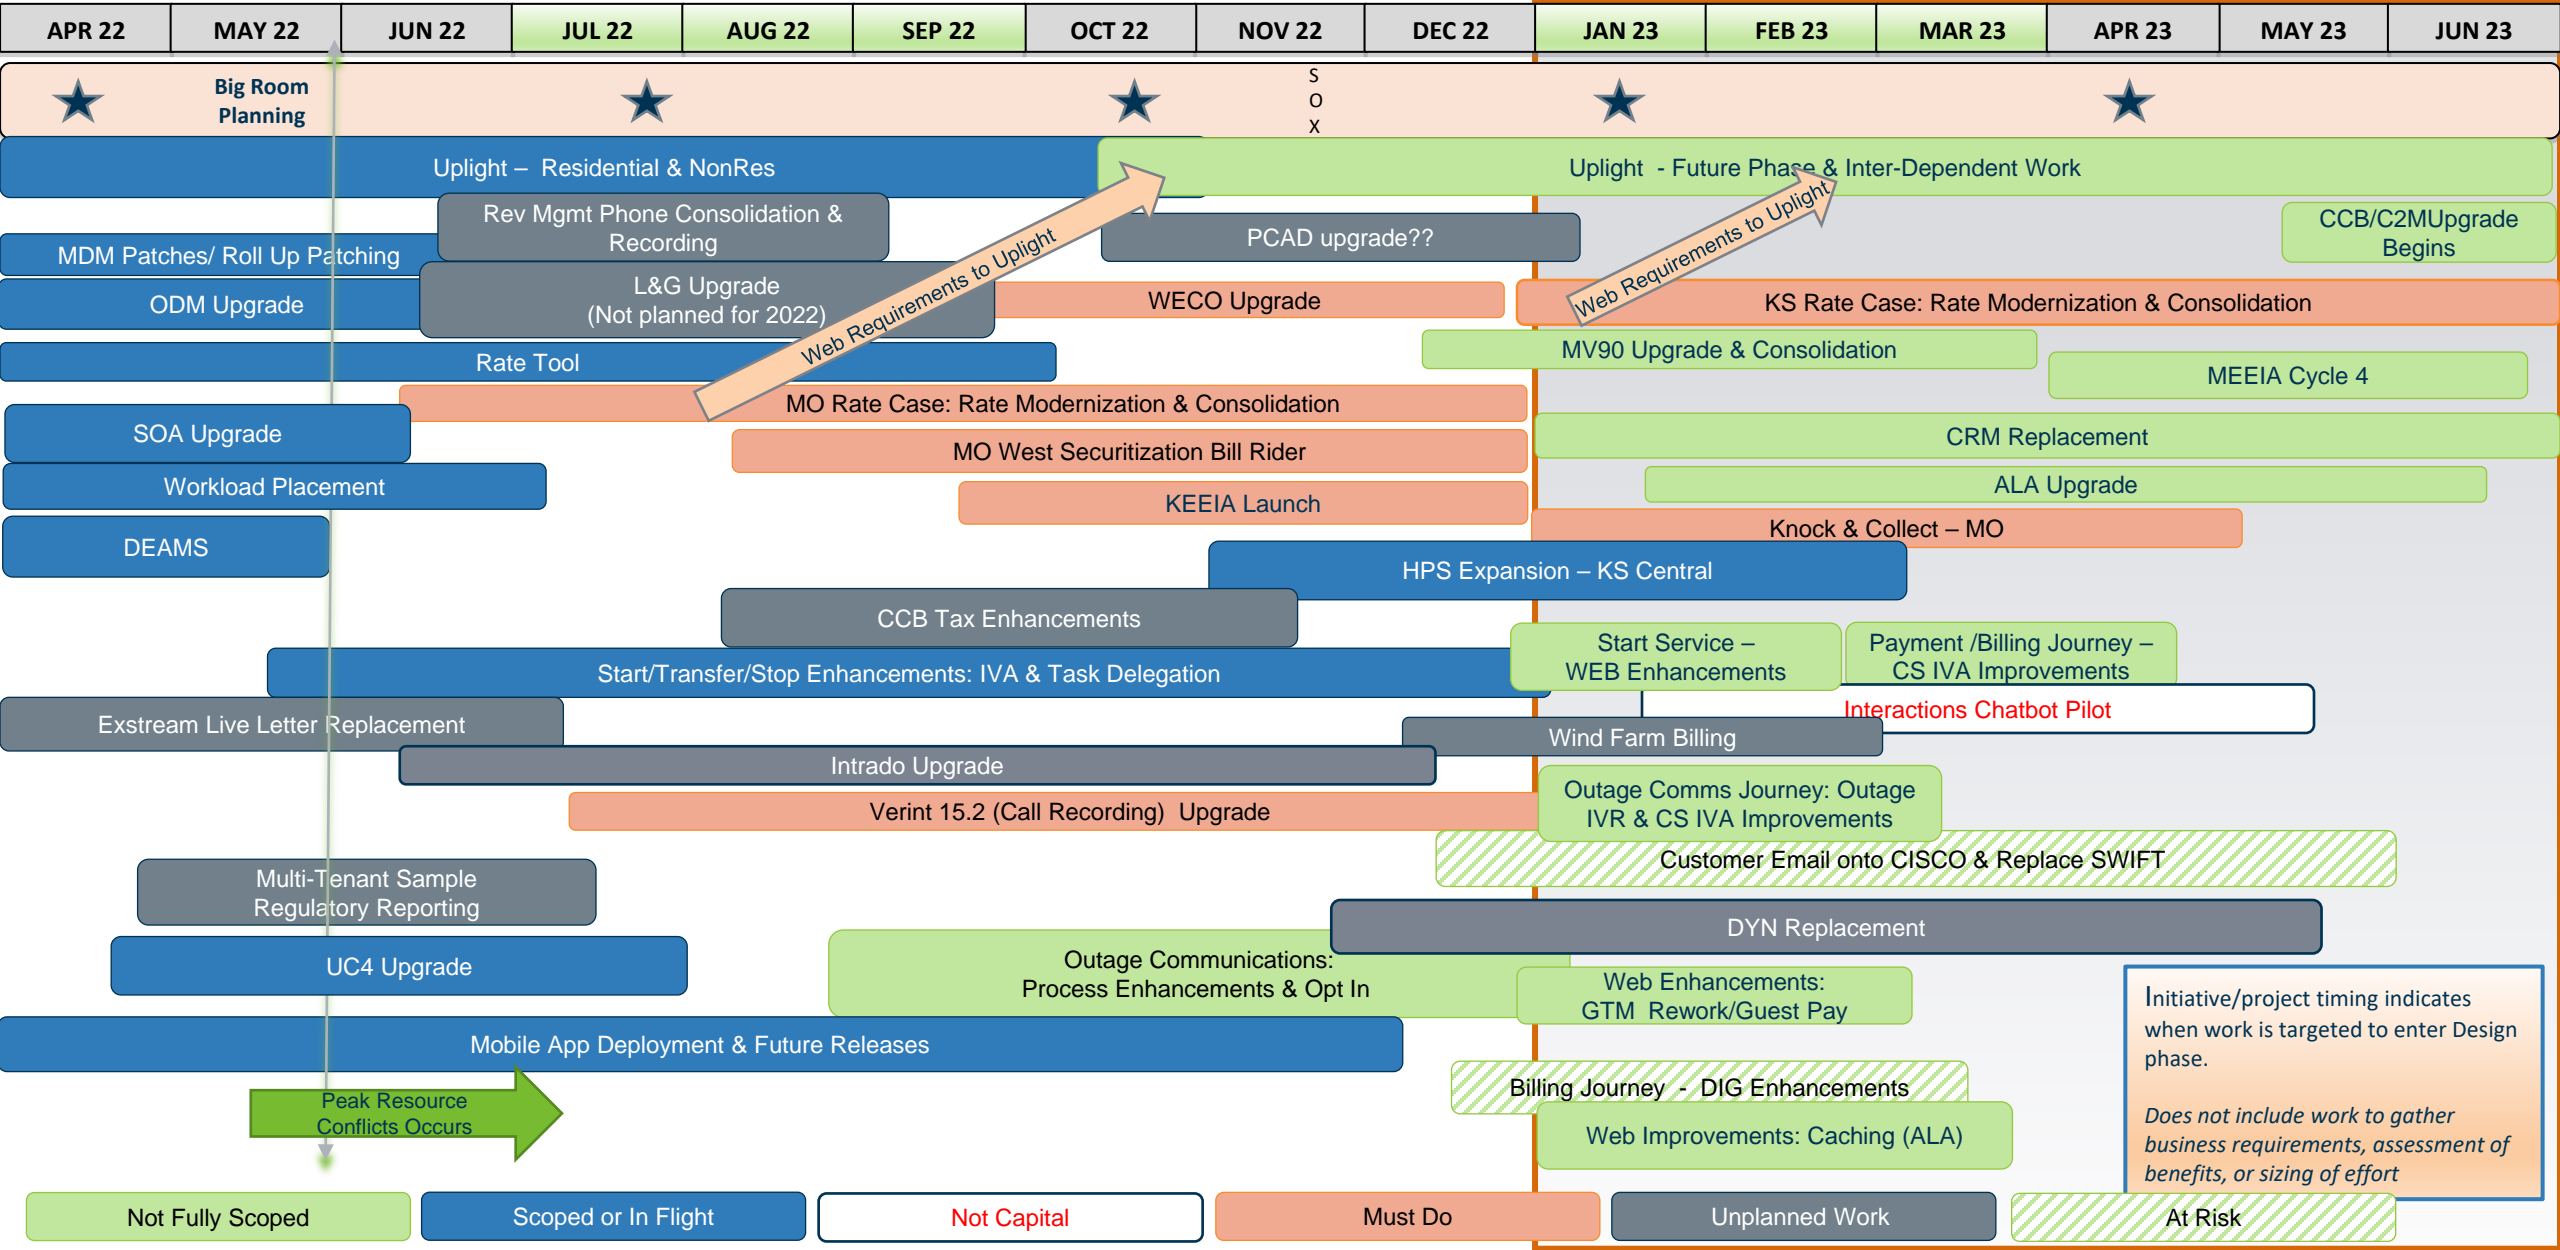 APR 22
MAY 22
JUN 22
JUL 22
AUG 22
SEP 22
OCT 22
NOV 22
DEC 22
JAN 23
FEB 23
MAR 23
APR 23
MAY 23
JUN 23
Big Room
Planning
S
O
X
Uplight – Residential & NonRes
Uplight - Future Phase & Inter-Dependent Work
Rev Mgmt Phone Consolidation &
Recording
PCAD upgrade??
CCB/C2MUpgrade
Begins
MDM Patches/ Roll Up Patching
Web Requirements to Uplight
Web Requirements to Uplight
ODM Upgrade
L&G Upgrade
(Not planned for 2022)
WECO Upgrade
KS Rate Case: Rate Modernization & Consolidation
Rate Tool
MV90 Upgrade & Consolidation
MEEIA Cycle 4
MO Rate Case: Rate Modernization & Consolidation
SOA Upgrade
MO West Securitization Bill Rider
CRM Replacement
Workload Placement
KEEIA Launch
ALA Upgrade
DEAMS
Knock & Collect – MO
HPS Expansion – KS Central
CCB Tax Enhancements
Start/Transfer/Stop Enhancements: IVA & Task Delegation
Start Service –
WEB Enhancements
Payment /Billing Journey –
CS IVA Improvements
Exstream Live Letter Replacement
Interactions Chatbot Pilot
Wind Farm Billing
Intrado Upgrade
Verint 15.2 (Call Recording) Upgrade
Outage Comms Journey: Outage
IVR & CS IVA Improvements
Customer Email onto CISCO & Replace SWIFT
Multi-Tenant Sample
Regulatory Reporting
DYN Replacement
UC4 Upgrade
Outage Communications:
Process Enhancements & Opt In
Web Enhancements:
GTM Rework/Guest Pay
Mobile App Deployment & Future Releases
Billing Journey - DIG Enhancements
Peak Resource
Conflicts Occurs
Web Improvements: Caching (ALA)
Initiative/project timing indicates
when work is targeted to enter Design
phase.
Does not include work to gather
business requirements, assessment of
benefits, or sizing of effort
Not Fully Scoped
Scoped or In Flight
Not Capital
Must Do
Unplanned Work
At Risk